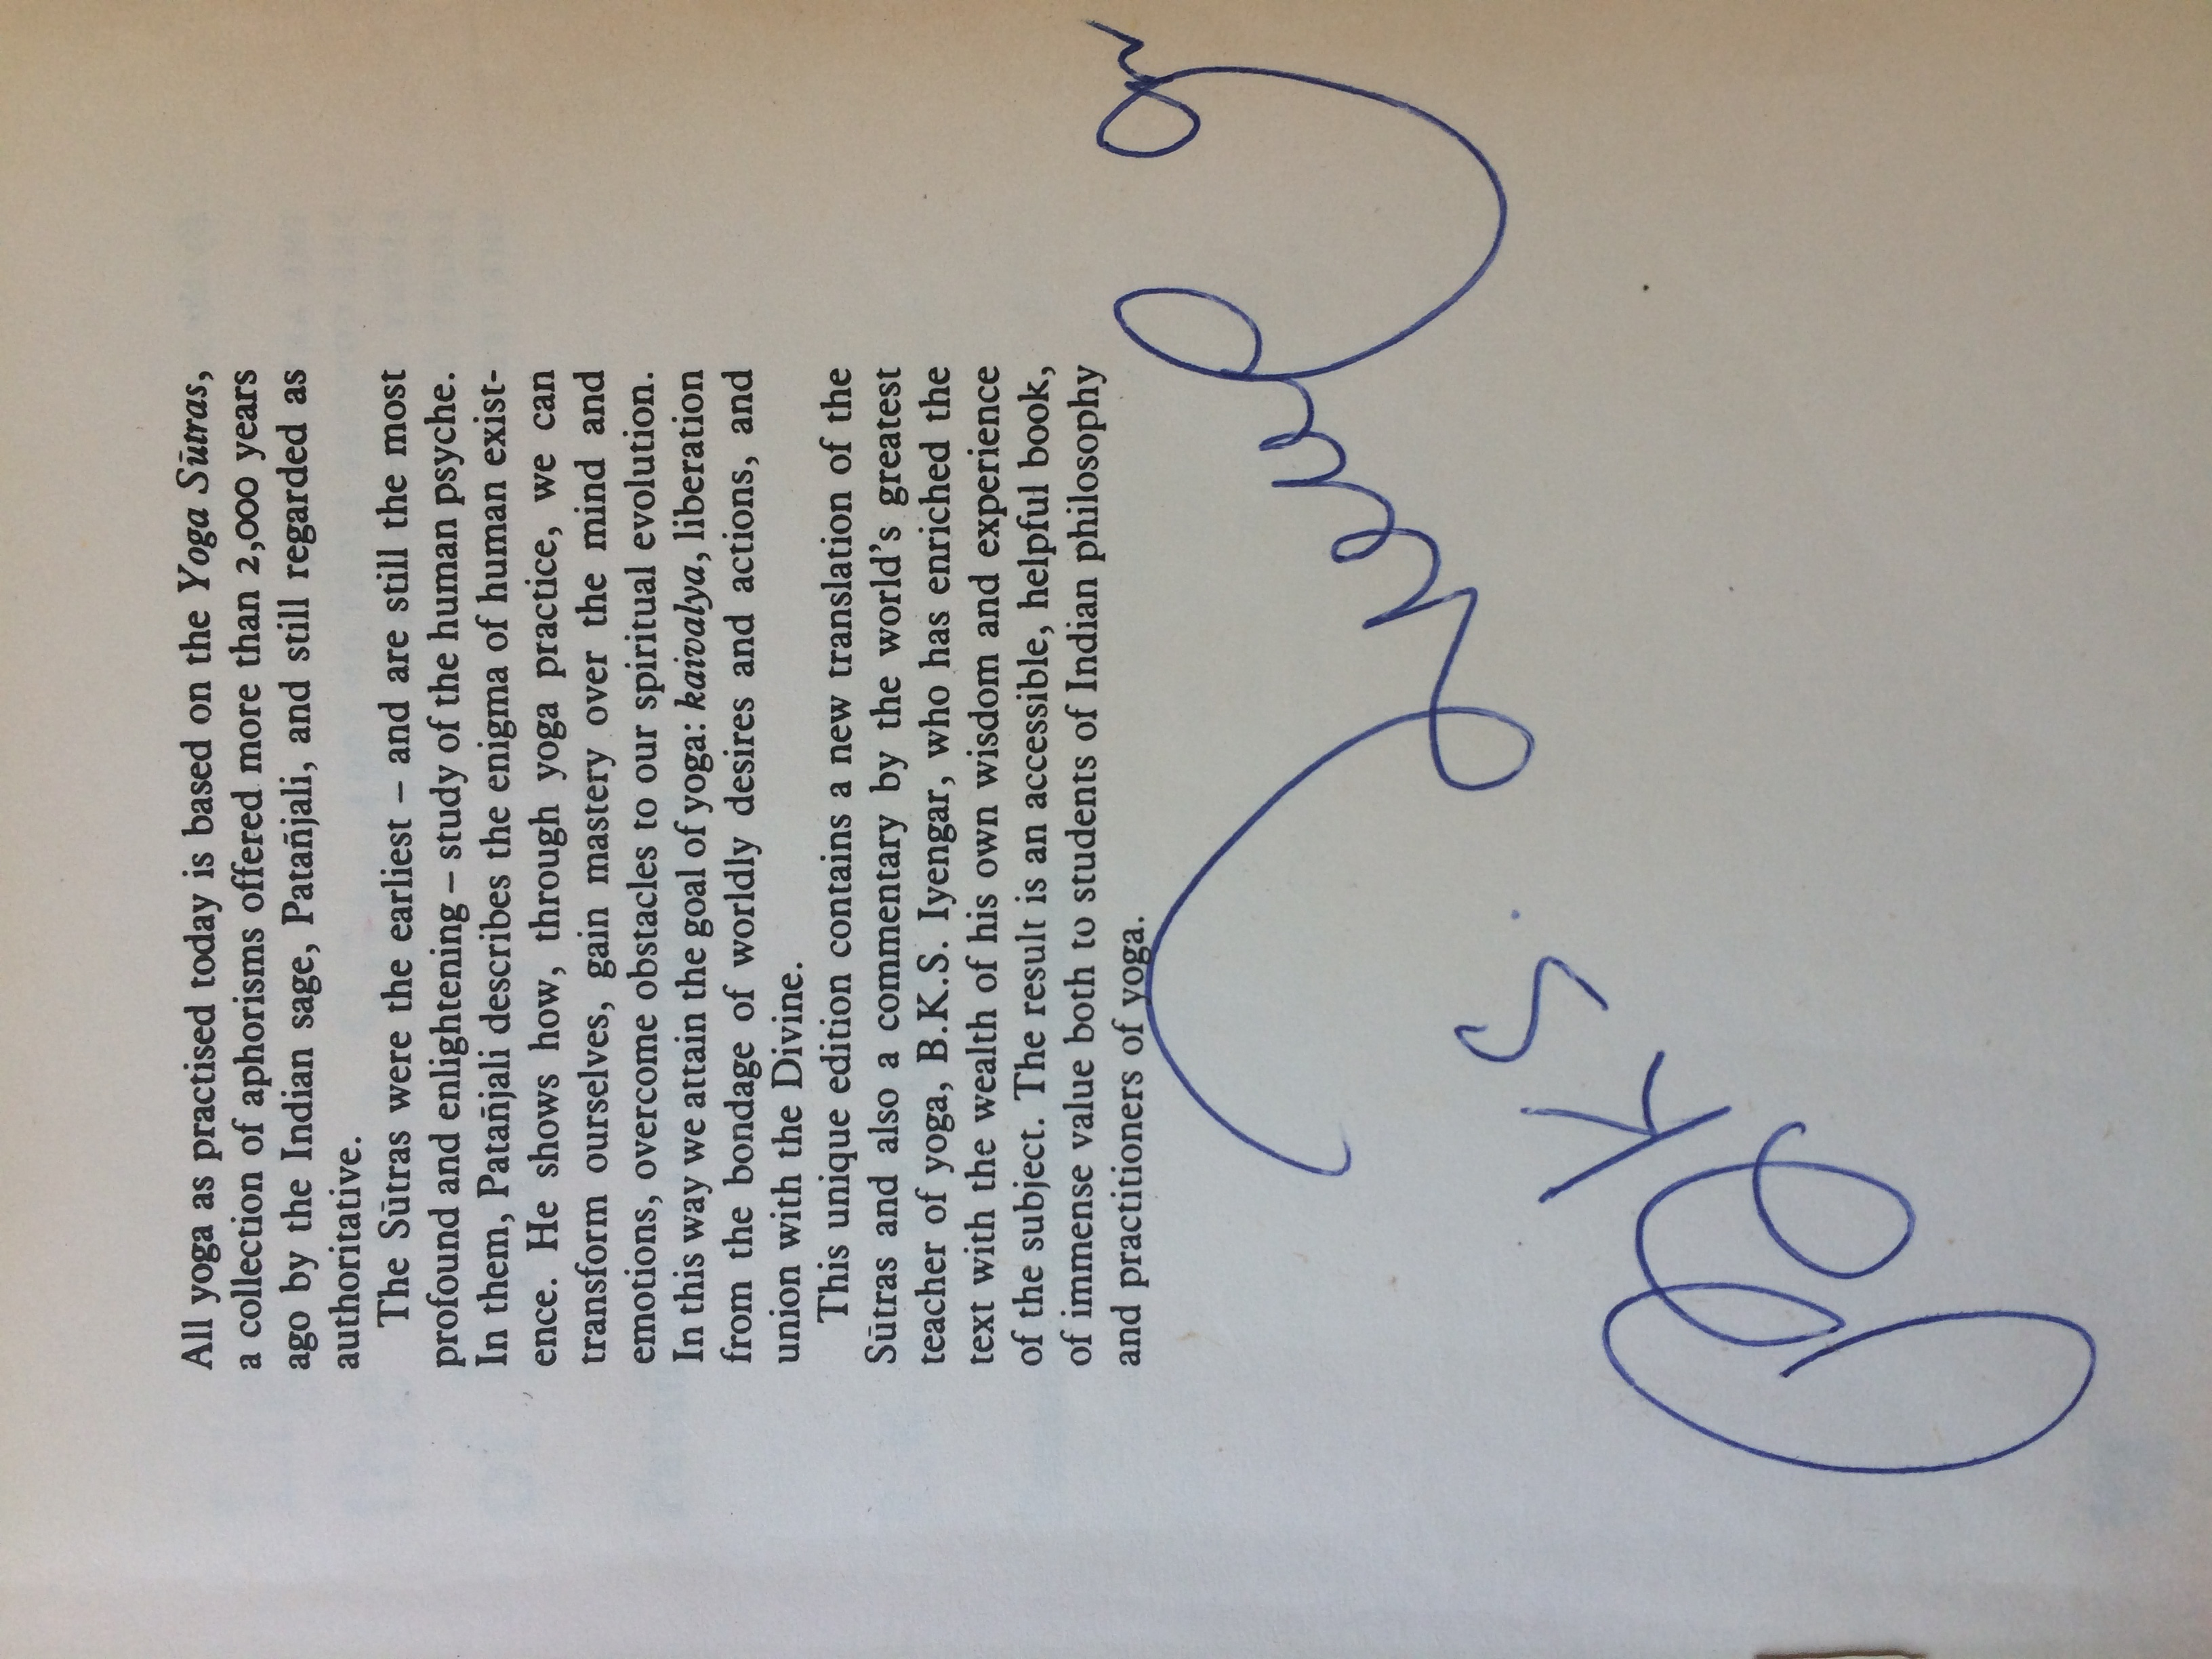 All yoga as practised today is based on the Yoga Sūtras,
a collection of aphorisms offered more than 2,000 years
ago by the Indian sage, Patañjali, and still regarded as
authoritative.
The Sūtras were the earliest – and are still the most
profound and enlightening – study of the human psyche.
In them, Patañjali describes the enigma of human exist-
ence. He shows how, through yoga practice, we can
transform ourselves, gain mastery over the mind and
emotions, overcome obstacles to our spiritual evolution.
In this way we attain the goal of yoga: kaivalya, liberation
from the bondage of worldly desires and actions, and
union with the Divine.
This unique edition contains a new translation of the
Sūtras and also a commentary by the world's greatest
teacher of yoga, B.K.S. Iyengar, who has enriched the
text with the wealth of his own wisdom and experience
of the subject. The result is an accessible, helpful book,
of immense value both to students of Indian philosophy
and practitioners of yoga.
BKS. Iyengar